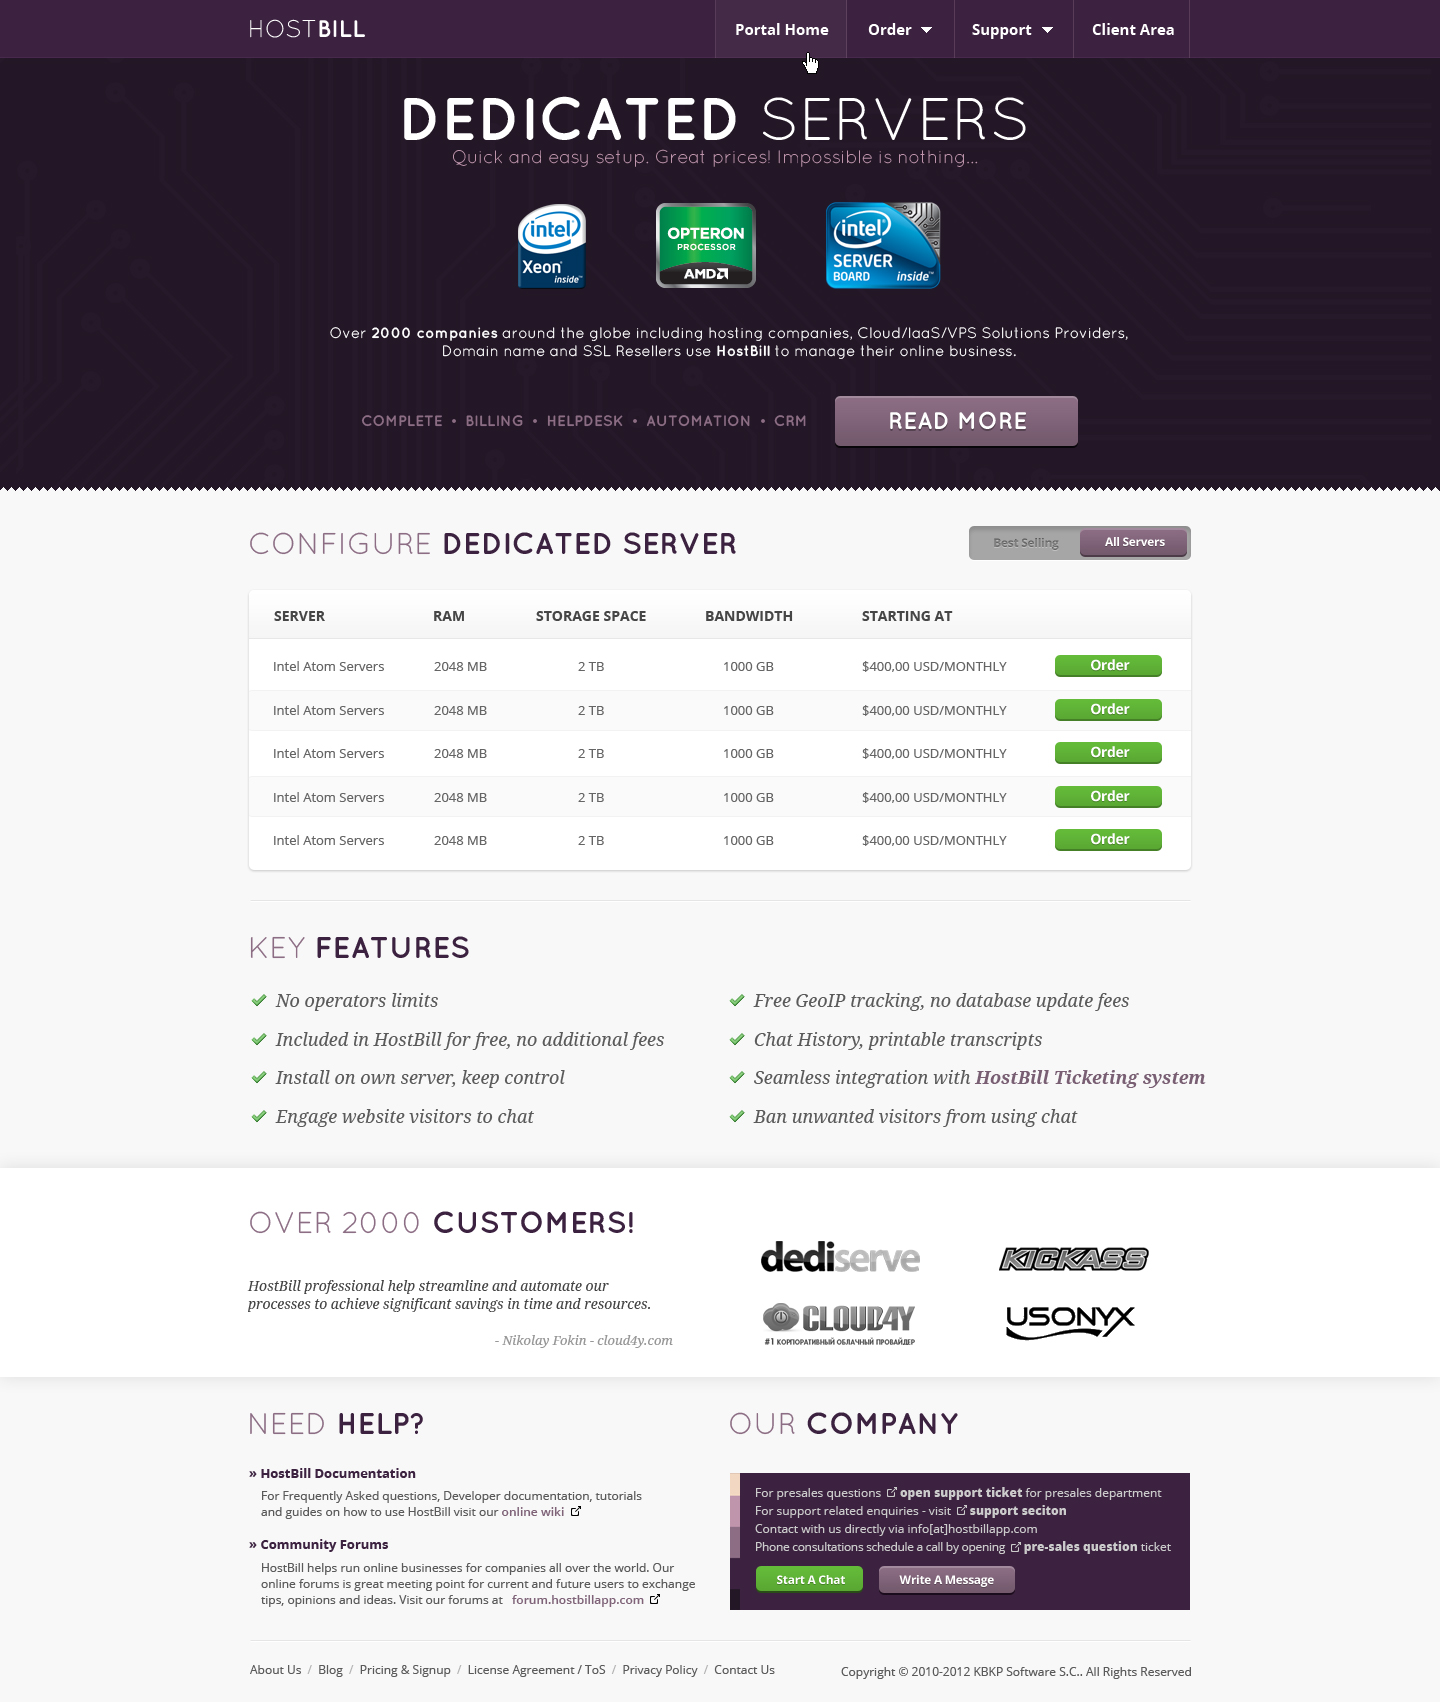 HOSTBILL
Portal Home Order Support Client Area
DEDICATED SERVERS
Quick and easy setup. Great prices! Impossible is nothing...
intel Xeon inside™
OPTERON PROCESSOR AMD
intel SERVER BOARD inside™
Over 2000 companies around the globe including hosting companies, Cloud/IaaS/VPS Solutions Providers,
Domain name and SSL Resellers use HostBill to manage their online business.
COMPLETE • BILLING • HELPDESK • AUTOMATION • CRM
READ MORE
CONFIGURE DEDICATED SERVER
Best Selling All Servers
SERVER RAM STORAGE SPACE BANDWIDTH STARTING AT
Intel Atom Servers 2048 MB 2 TB 1000 GB $400,00 USD/MONTHLY Order
Intel Atom Servers 2048 MB 2 TB 1000 GB $400,00 USD/MONTHLY Order
Intel Atom Servers 2048 MB 2 TB 1000 GB $400,00 USD/MONTHLY Order
Intel Atom Servers 2048 MB 2 TB 1000 GB $400,00 USD/MONTHLY Order
Intel Atom Servers 2048 MB 2 TB 1000 GB $400,00 USD/MONTHLY Order
KEY FEATURES
No operators limits
Included in HostBill for free, no additional fees
Install on own server, keep control
Engage website visitors to chat
Free GeoIP tracking, no database update fees
Chat History, printable transcripts
Seamless integration with HostBill Ticketing system
Ban unwanted visitors from using chat
OVER 2000 CUSTOMERS!
HostBill professional help streamline and automate our
processes to achieve significant savings in time and resources.
- Nikolay Fokin - cloud4y.com
dediserve
KICKASS
CLOUD4Y
#1 КОРПОРАТИВНЫЙ ОБЛАЧНЫЙ ПРОВАЙДЕР
USONYX
NEED HELP?
» HostBill Documentation
For Frequently Asked questions, Developer documentation, tutorials
and guides on how to use HostBill visit our online wiki
» Community Forums
HostBill helps run online businesses for companies all over the world. Our
online forums is great meeting point for current and future users to exchange
tips, opinions and ideas. Visit our forums at forum.hostbillapp.com
OUR COMPANY
For presales questions open support ticket for presales department
For support related enquiries - visit support seciton
Contact with us directly via info[at]hostbillapp.com
Phone consultations schedule a call by opening pre-sales question ticket
Start A Chat Write A Message
About Us / Blog / Pricing & Signup / License Agreement / ToS / Privacy Policy / Contact Us
Copyright © 2010-2012 KBKP Software S.C.. All Rights Reserved